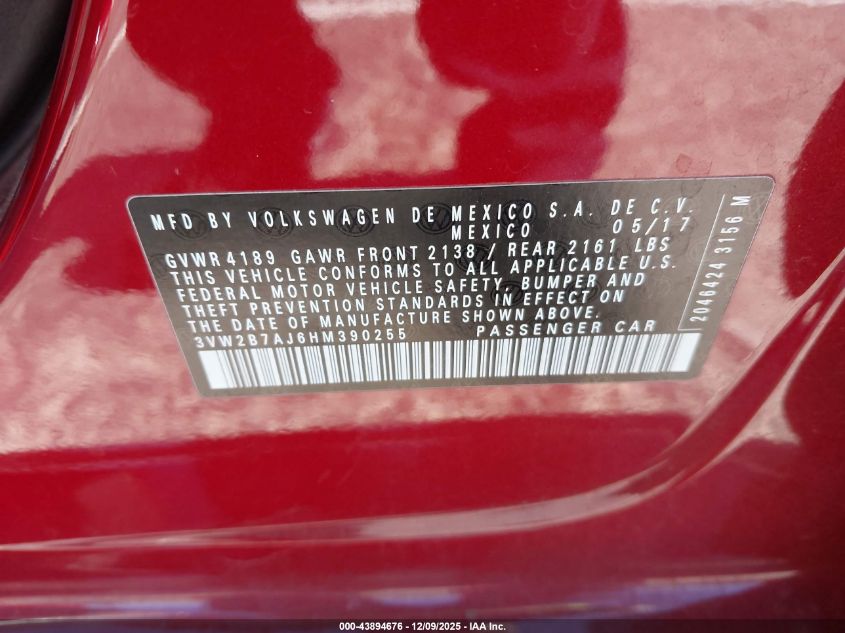 MFD BY VOLKSWAGEN DE MEXICO S.A. DE C.V.
MEXICO 05/17
GVWR 4189 GAWR FRONT 2138 / REAR 2161 LBS
THIS VEHICLE CONFORMS TO ALL APPLICABLE U.S.
FEDERAL MOTOR VEHICLE SAFETY, BUMPER AND
THEFT PREVENTION STANDARDS IN EFFECT ON
THE DATE OF MANUFACTURE SHOWN ABOVE.
3VW2B7AJ6HM390255 PASSENGER CAR
2040424 3156 M
000-43894676 - 12/09/2025 - IAA Inc.